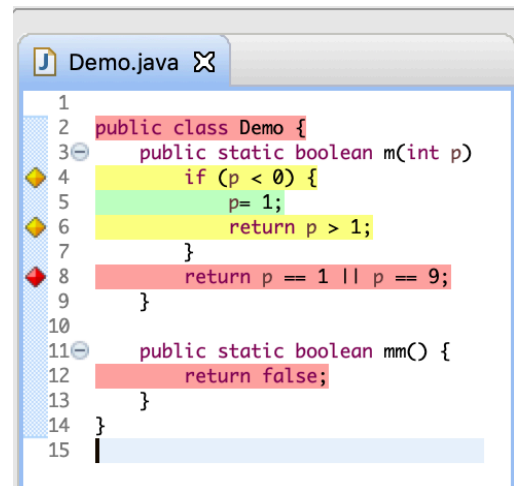 Demo.java
1
2 public class Demo {
3 public static boolean m(int p)
4 if (p < 0) {
5 p= 1;
6 return p > 1;
7 }
8 return p == 1 || p == 9;
9 }
10
11 public static boolean mm() {
12 return false;
13 }
14 }
15